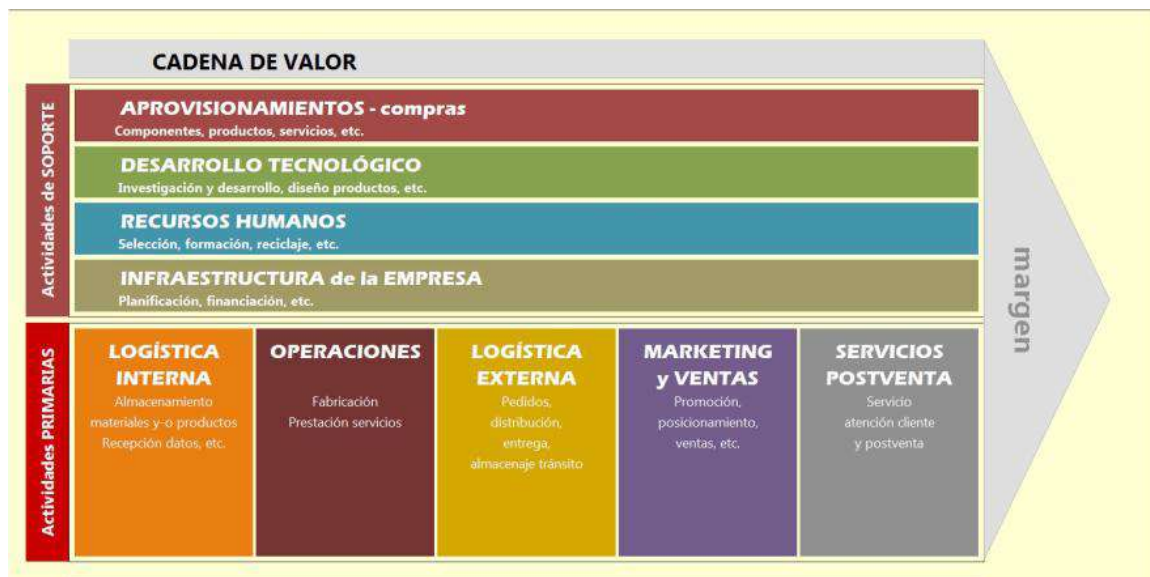 CADENA DE VALOR
Actividades de SOPORTE
APROVISIONAMIENTOS - compras
Componentes, productos, servicios, etc.
DESARROLLO TECNOLÓGICO
Investigación y desarrollo, diseño productos, etc.
RECURSOS HUMANOS
Selección, formación, reciclaje, etc.
INFRAESTRUCTURA de la EMPRESA
Planificación, financiación, etc.
Actividades PRIMARIAS
LOGÍSTICA
INTERNA
Almacenamiento
materiales y-o productos
Recepción datos, etc.
OPERACIONES
Fabricación
Prestación servicios
LOGÍSTICA
EXTERNA
Pedidos,
distribución,
entrega,
almacenaje tránsito
MARKETING
y VENTAS
Promoción,
posicionamiento,
ventas, etc.
SERVICIOS
POSTVENTA
Servicio
atención cliente
y postventa
margen